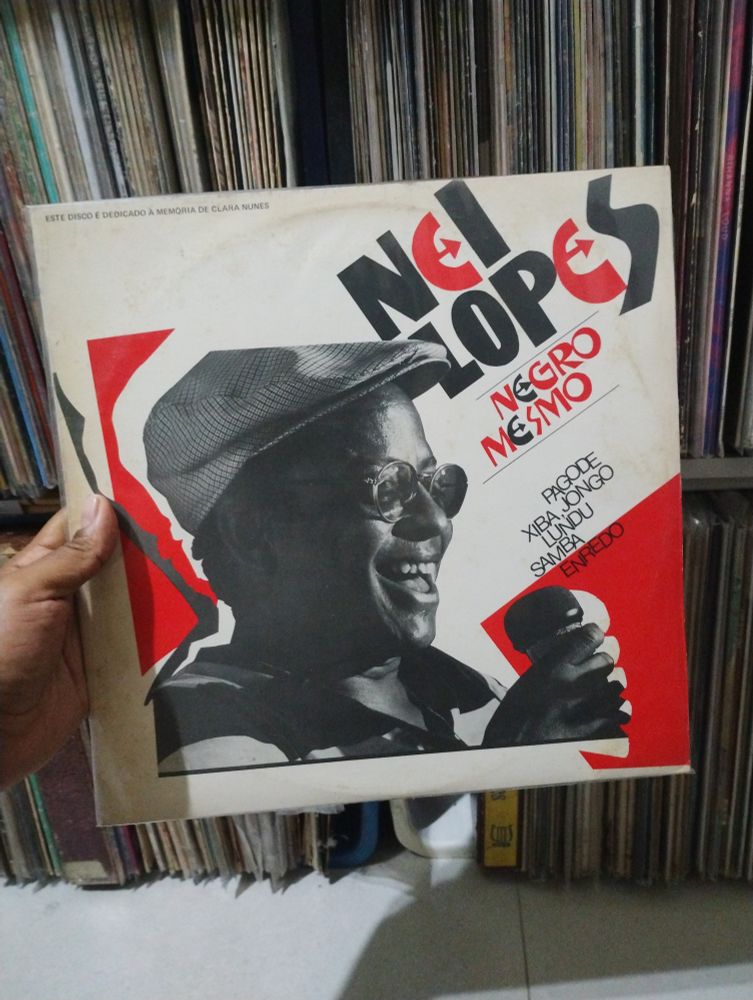 ESTE DISCO É DEDICADO À MEMÓRIA DE CLARA NUNES
NEI
LOPES
NEGRO
MESMO
PAGODE
XIBA JONGO
LUNDU
SAMBA
ENREDO